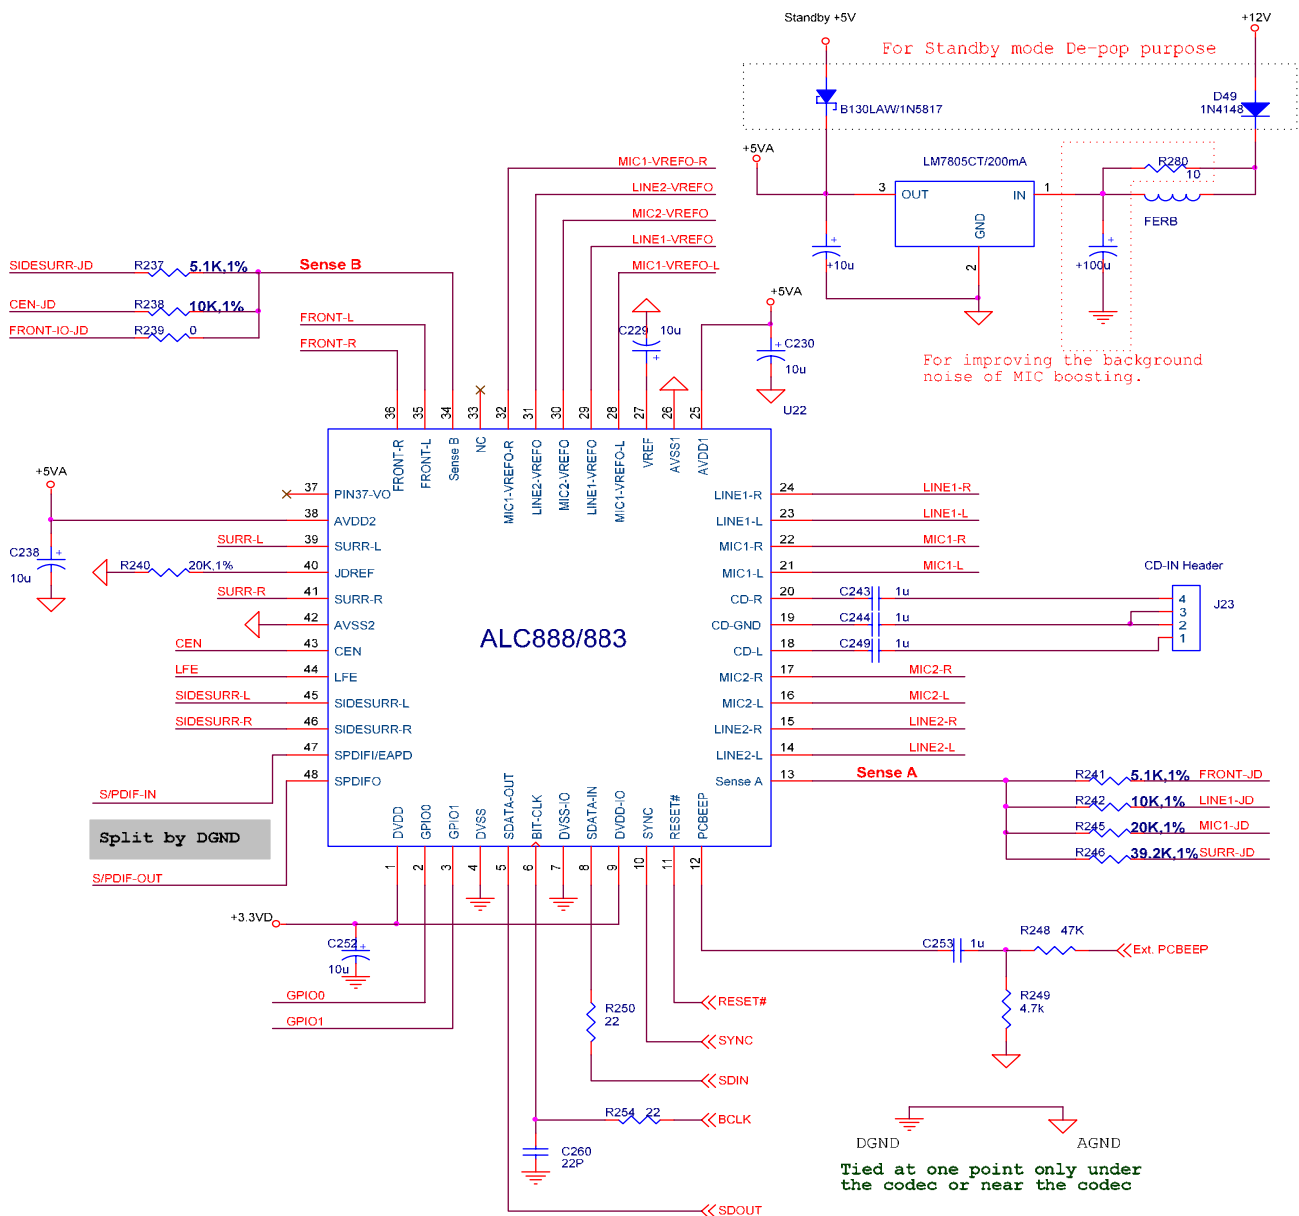 Standby +5V
+12V
For Standby mode De-pop purpose
B130LAW/1N5817
D49
1N4148
+5VA
LM7805CT/200mA
R280
10
3
OUT
IN
1
GND
2
FERB
+10u
+100u
For improving the background
noise of MIC boosting.
MIC1-VREFO-R
LINE2-VREFO
MIC2-VREFO
LINE1-VREFO
MIC1-VREFO-L
SIDESURR-JD
R237
5.1K,1%
Sense B
CEN-JD
R238
10K,1%
FRONT-IO-JD
R239
0
FRONT-L
FRONT-R
C229
10u
+5VA
C230
10u
U22
36
35
34
33
32
31
30
29
28
27
26
25
FRONT-R
FRONT-L
Sense B
NC
MIC1-VREFO-R
LINE2-VREFO
MIC2-VREFO
LINE1-VREFO
MIC1-VREFO-L
VREF
AVSS1
AVDD1
+5VA
C238
10u
37
PIN37-VO
38
AVDD2
SURR-L
39
SURR-L
R240
20K,1%
40
JDREF
SURR-R
41
SURR-R
42
AVSS2
CEN
43
CEN
LFE
44
LFE
SIDESURR-L
45
SIDESURR-L
SIDESURR-R
46
SIDESURR-R
47
SPDIFI/EAPD
48
SPDIFO
S/PDIF-IN
Split by DGND
S/PDIF-OUT
ALC888/883
LINE1-R
24
LINE1-R
LINE1-L
23
LINE1-L
MIC1-R
22
MIC1-R
MIC1-L
21
MIC1-L
CD-R
20
C243
1u
CD-GND
19
C244
1u
CD-L
18
C249
1u
CD-IN Header
4
3
2
1
J23
MIC2-R
17
MIC2-R
MIC2-L
16
MIC2-L
LINE2-R
15
LINE2-R
LINE2-L
14
LINE2-L
Sense A
13
Sense A
R241
5.1K,1%
FRONT-JD
R242
10K,1%
LINE1-JD
R245
20K,1%
MIC1-JD
R246
39.2K,1%
SURR-JD
DVDD
GPIO0
GPIO1
DVSS
SDATA-OUT
BIT-CLK
DVSS-IO
SDATA-IN
DVDD-IO
SYNC
RESET#
PCBEEP
1
2
3
4
5
6
7
8
9
10
11
12
+3.3VD
C252
10u
GPIO0
GPIO1
C253
1u
R248
47K
Ext. PCBEEP
R249
4.7k
R250
22
RESET#
SYNC
SDIN
R254
22
BCLK
C260
22P
SDOUT
DGND
AGND
Tied at one point only under
the codec or near the codec